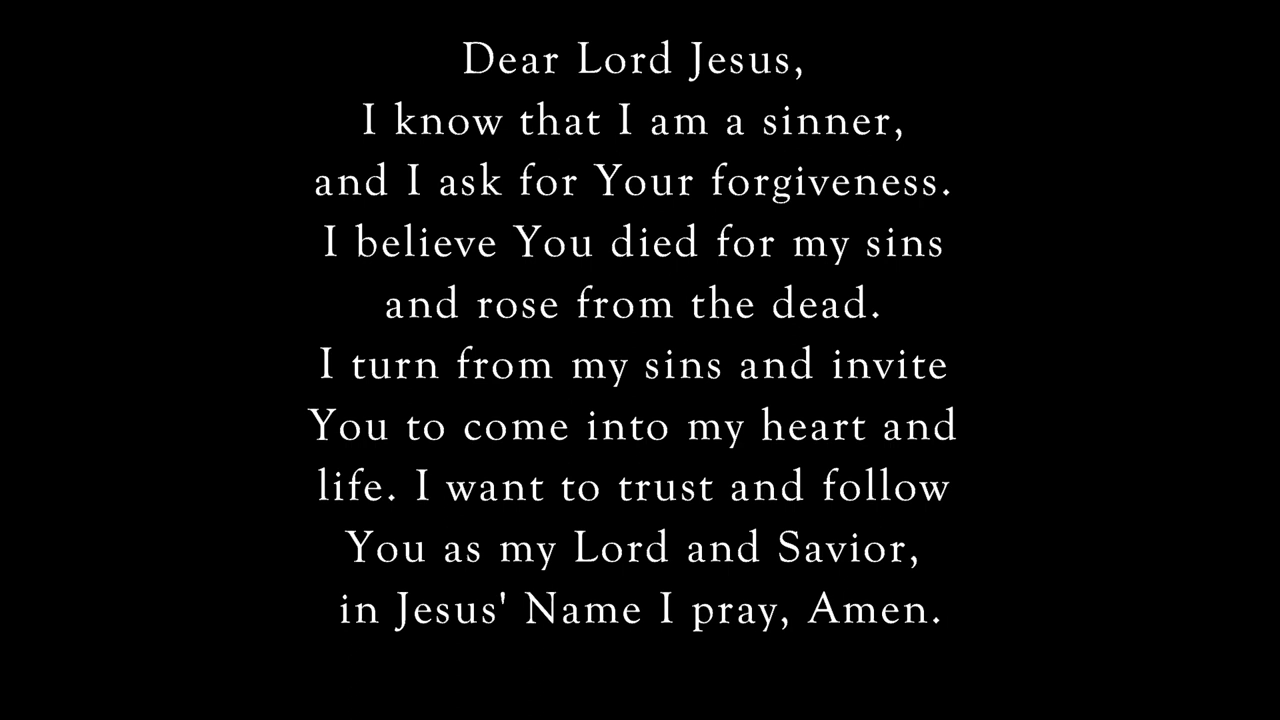 Dear Lord Jesus,
I know that I am a sinner,
and I ask for Your forgiveness.
I believe You died for my sins
and rose from the dead.
I turn from my sins and invite
You to come into my heart and
life. I want to trust and follow
You as my Lord and Savior,
in Jesus' Name I pray, Amen.